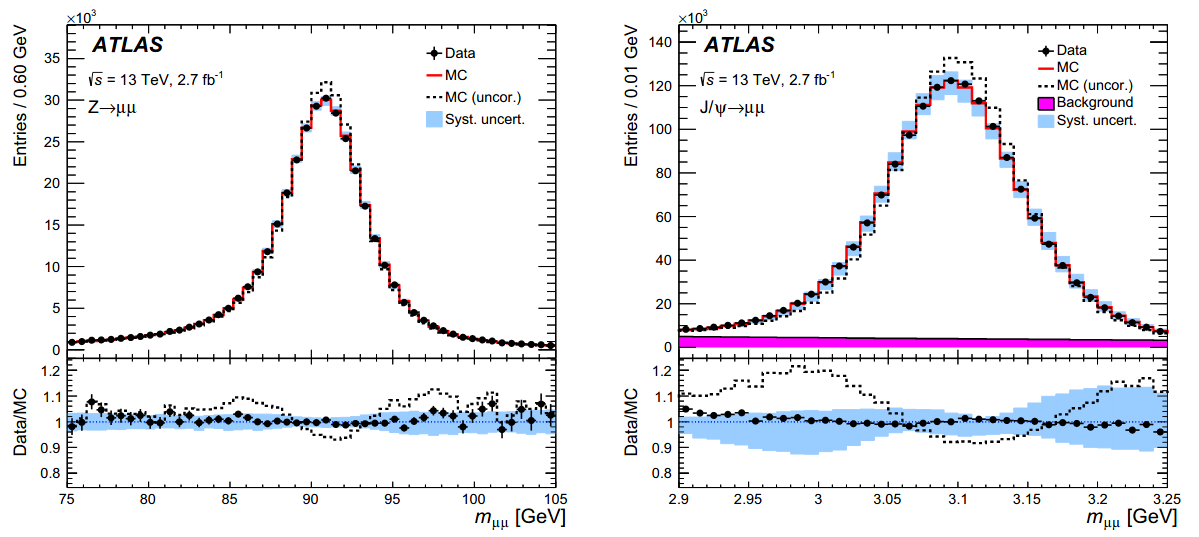 ×10³
ATLAS
√s = 13 TeV, 2.7 fb⁻¹
Z→μμ
Data
MC
MC (uncor.)
Syst. uncert.
Entries / 0.60 GeV
35
30
25
20
15
10
5
0
Data/MC
1.2
1.1
1
0.9
0.8
75 80 85 90 95 100 105
mμμ [GeV]
×10³
ATLAS
√s = 13 TeV, 2.7 fb⁻¹
J/ψ→μμ
Data
MC
MC (uncor.)
Background
Syst. uncert.
Entries / 0.01 GeV
140
120
100
80
60
40
20
0
Data/MC
1.2
1.1
1
0.9
0.8
2.9 2.95 3 3.05 3.1 3.15 3.2 3.25
mμμ [GeV]